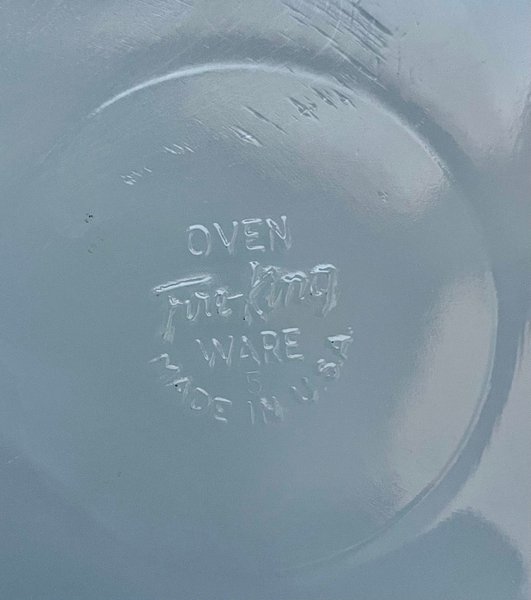 OVEN
Fire-King
WARE
5
MADE IN U.S.A